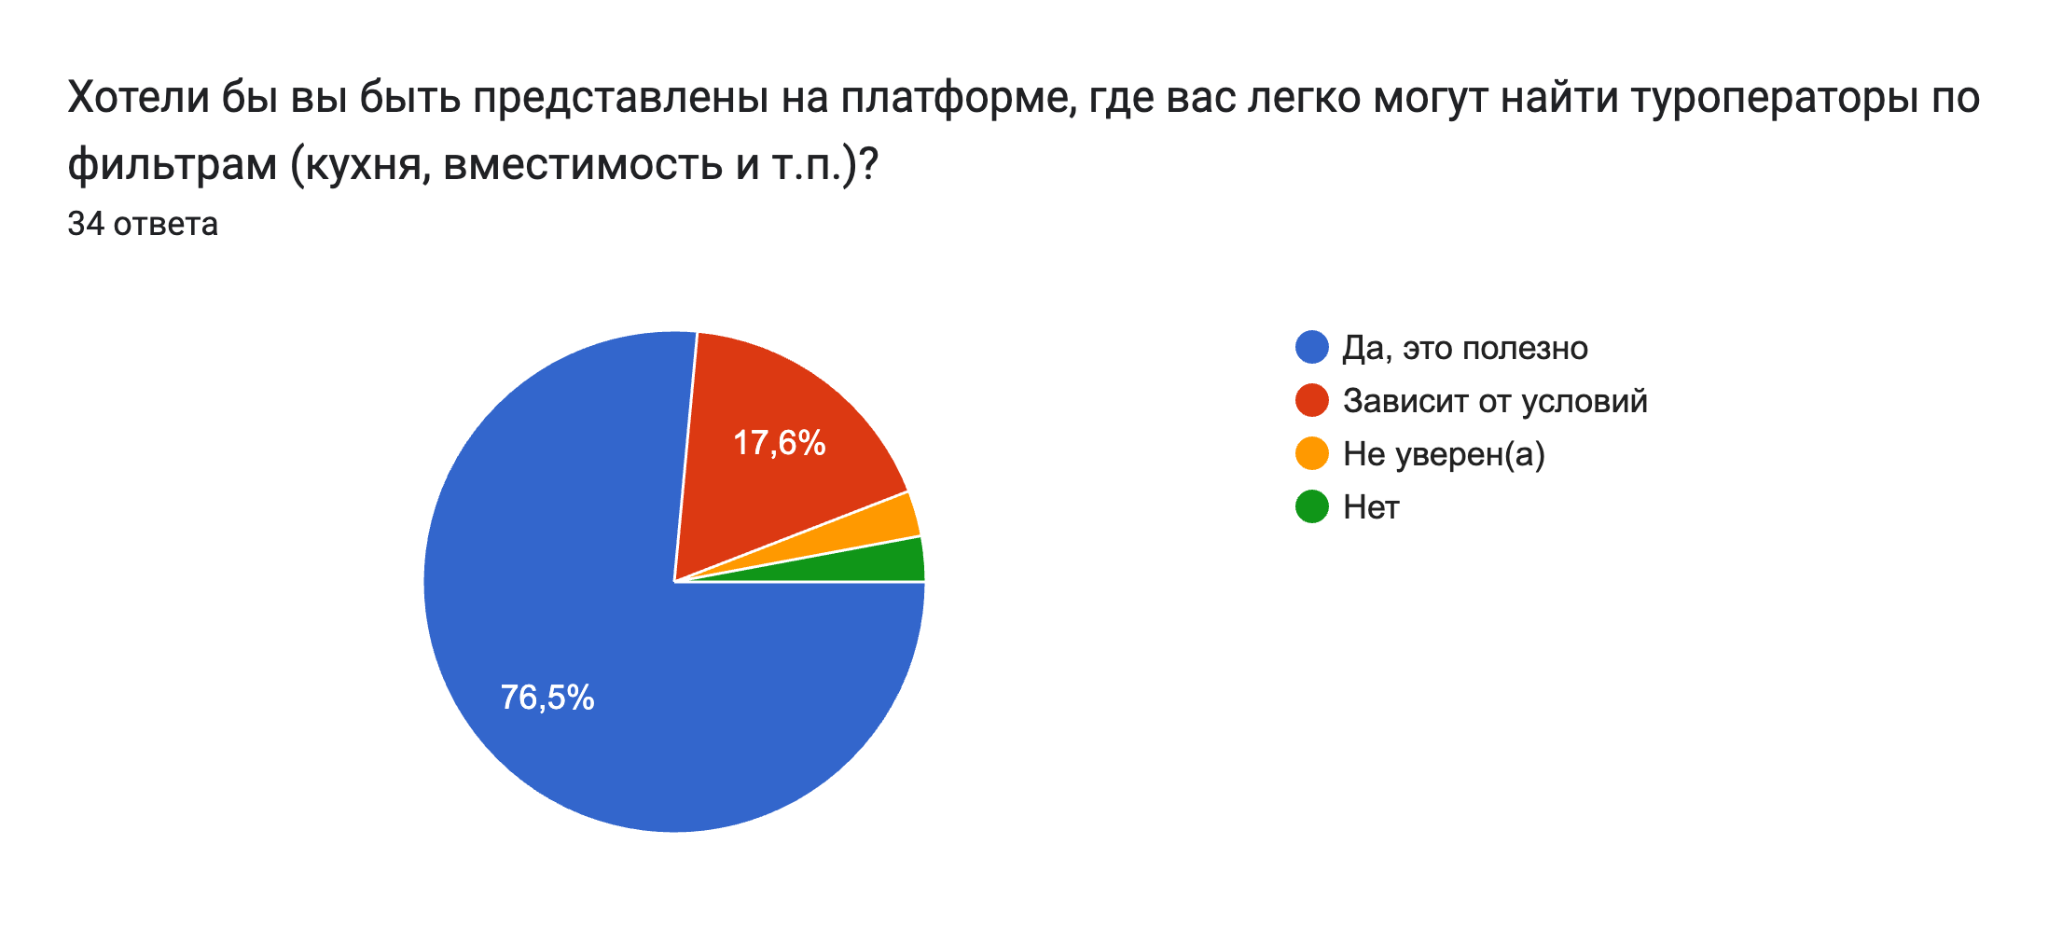 Хотели бы вы быть представлены на платформе, где вас легко могут найти туроператоры по
фильтрам (кухня, вместимость и т.п.)?
34 ответа
Да, это полезно
Зависит от условий
Не уверен(а)
Нет
17,6%
76,5%